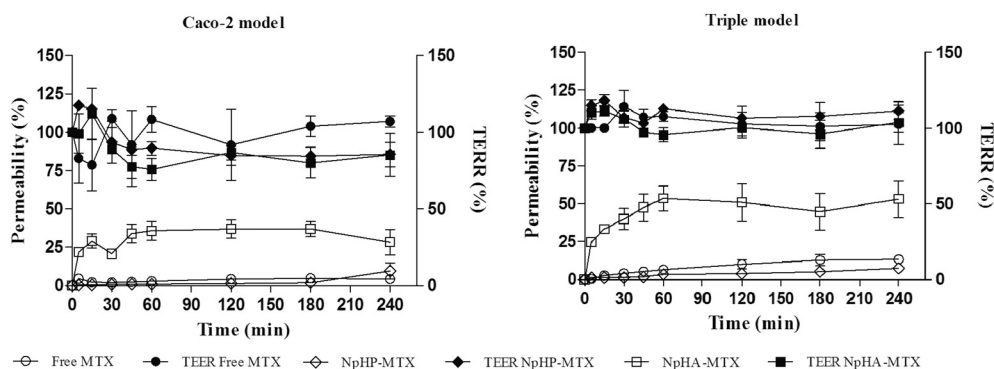 Caco-2 model
150
125
100
75
50
25
0
Permeability (%)
150
100
50
0
TERR (%)
0 30 60 90 120 150 180 210 240
Time (min)
Triple model
150
125
100
75
50
25
0
Permeability (%)
150
100
50
0
TERR (%)
0 30 60 90 120 150 180 210 240
Time (min)
Free MTX TEER Free MTX NpHP-MTX TEER NpHP-MTX NpHA-MTX TEER NpHA-MTX